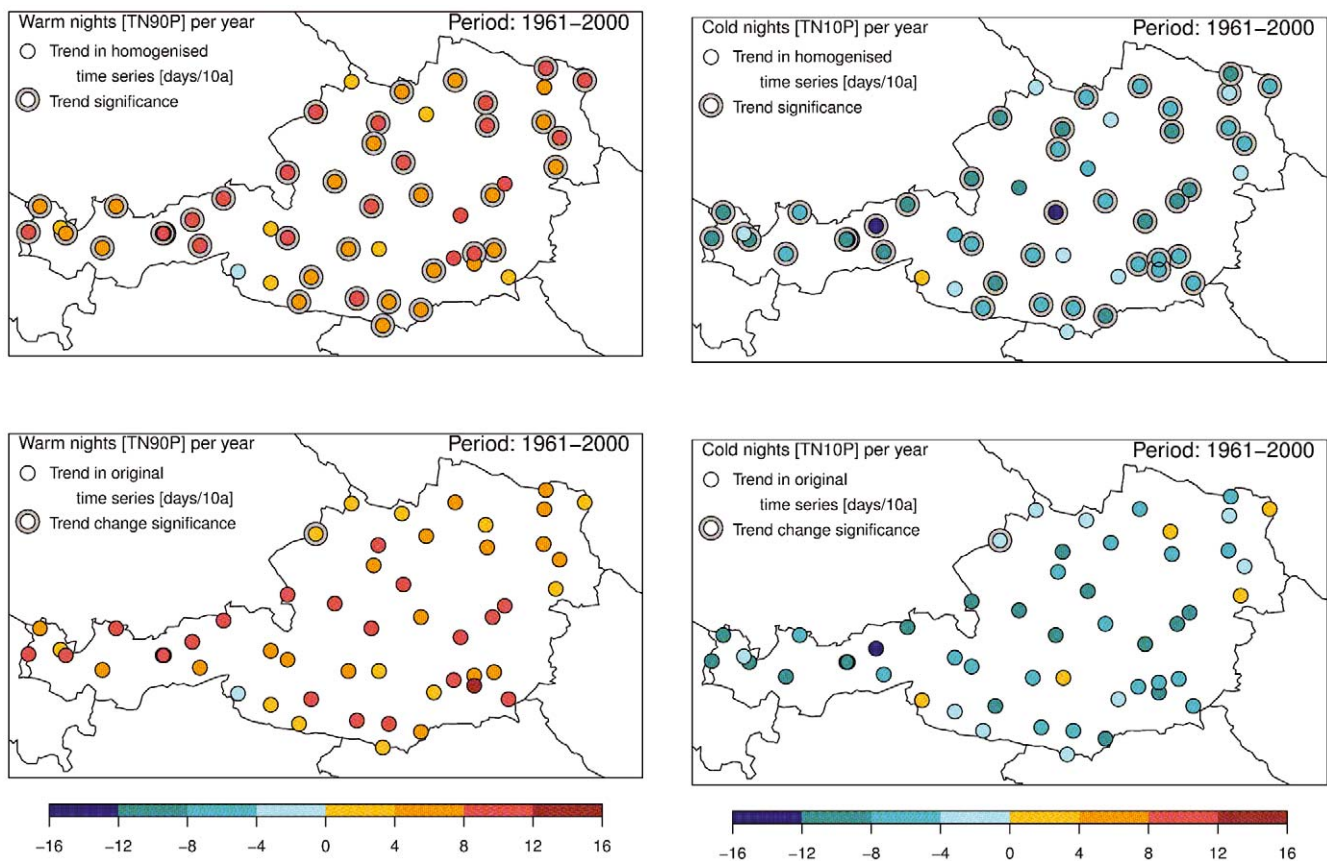 Warm nights [TN90P] per year
Period: 1961−2000
Trend in homogenised
time series [days/10a]
Trend significance
Cold nights [TN10P] per year
Period: 1961−2000
Trend in homogenised
time series [days/10a]
Trend significance
Warm nights [TN90P] per year
Period: 1961−2000
Trend in original
time series [days/10a]
Trend change significance
Cold nights [TN10P] per year
Period: 1961−2000
Trend in original
time series [days/10a]
Trend change significance
−16 −12 −8 −4 0 4 8 12 16
−16 −12 −8 −4 0 4 8 12 16